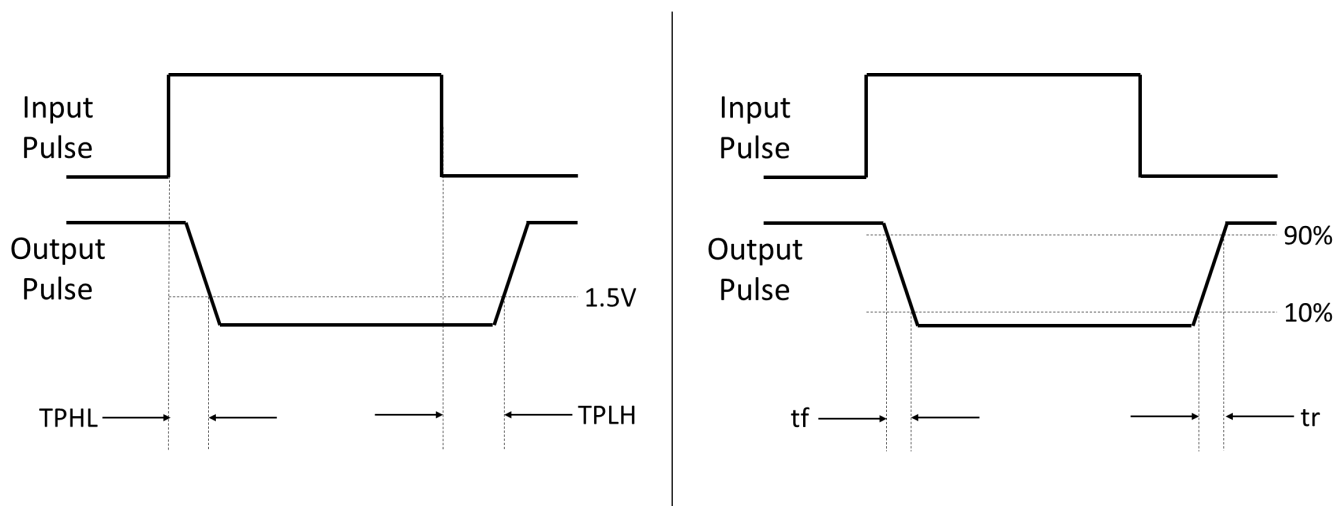 Input
Pulse
Output
Pulse
1.5V
TPHL
TPLH
Input
Pulse
Output
Pulse
90%
10%
tf
tr